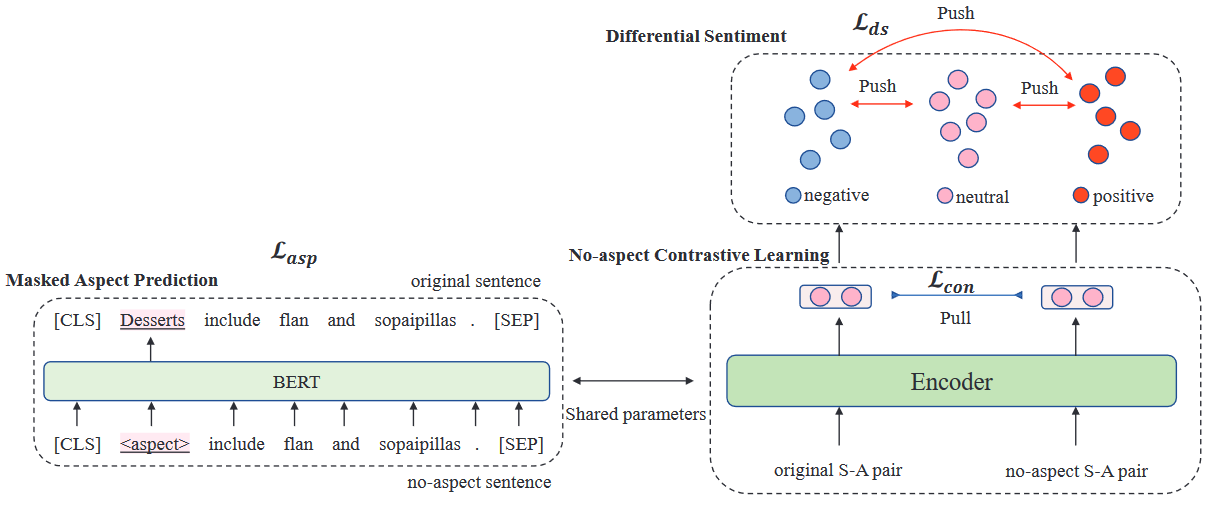 Differential Sentiment
ℒds
Push
Push
Push
negative
neutral
positive
ℒasp
Masked Aspect Prediction
original sentence
[CLS] Desserts include flan and sopaipillas . [SEP]
BERT
[CLS] <aspect> include flan and sopaipillas . [SEP]
no-aspect sentence
Shared parameters
No-aspect Contrastive Learning
ℒcon
Pull
Encoder
original S-A pair
no-aspect S-A pair